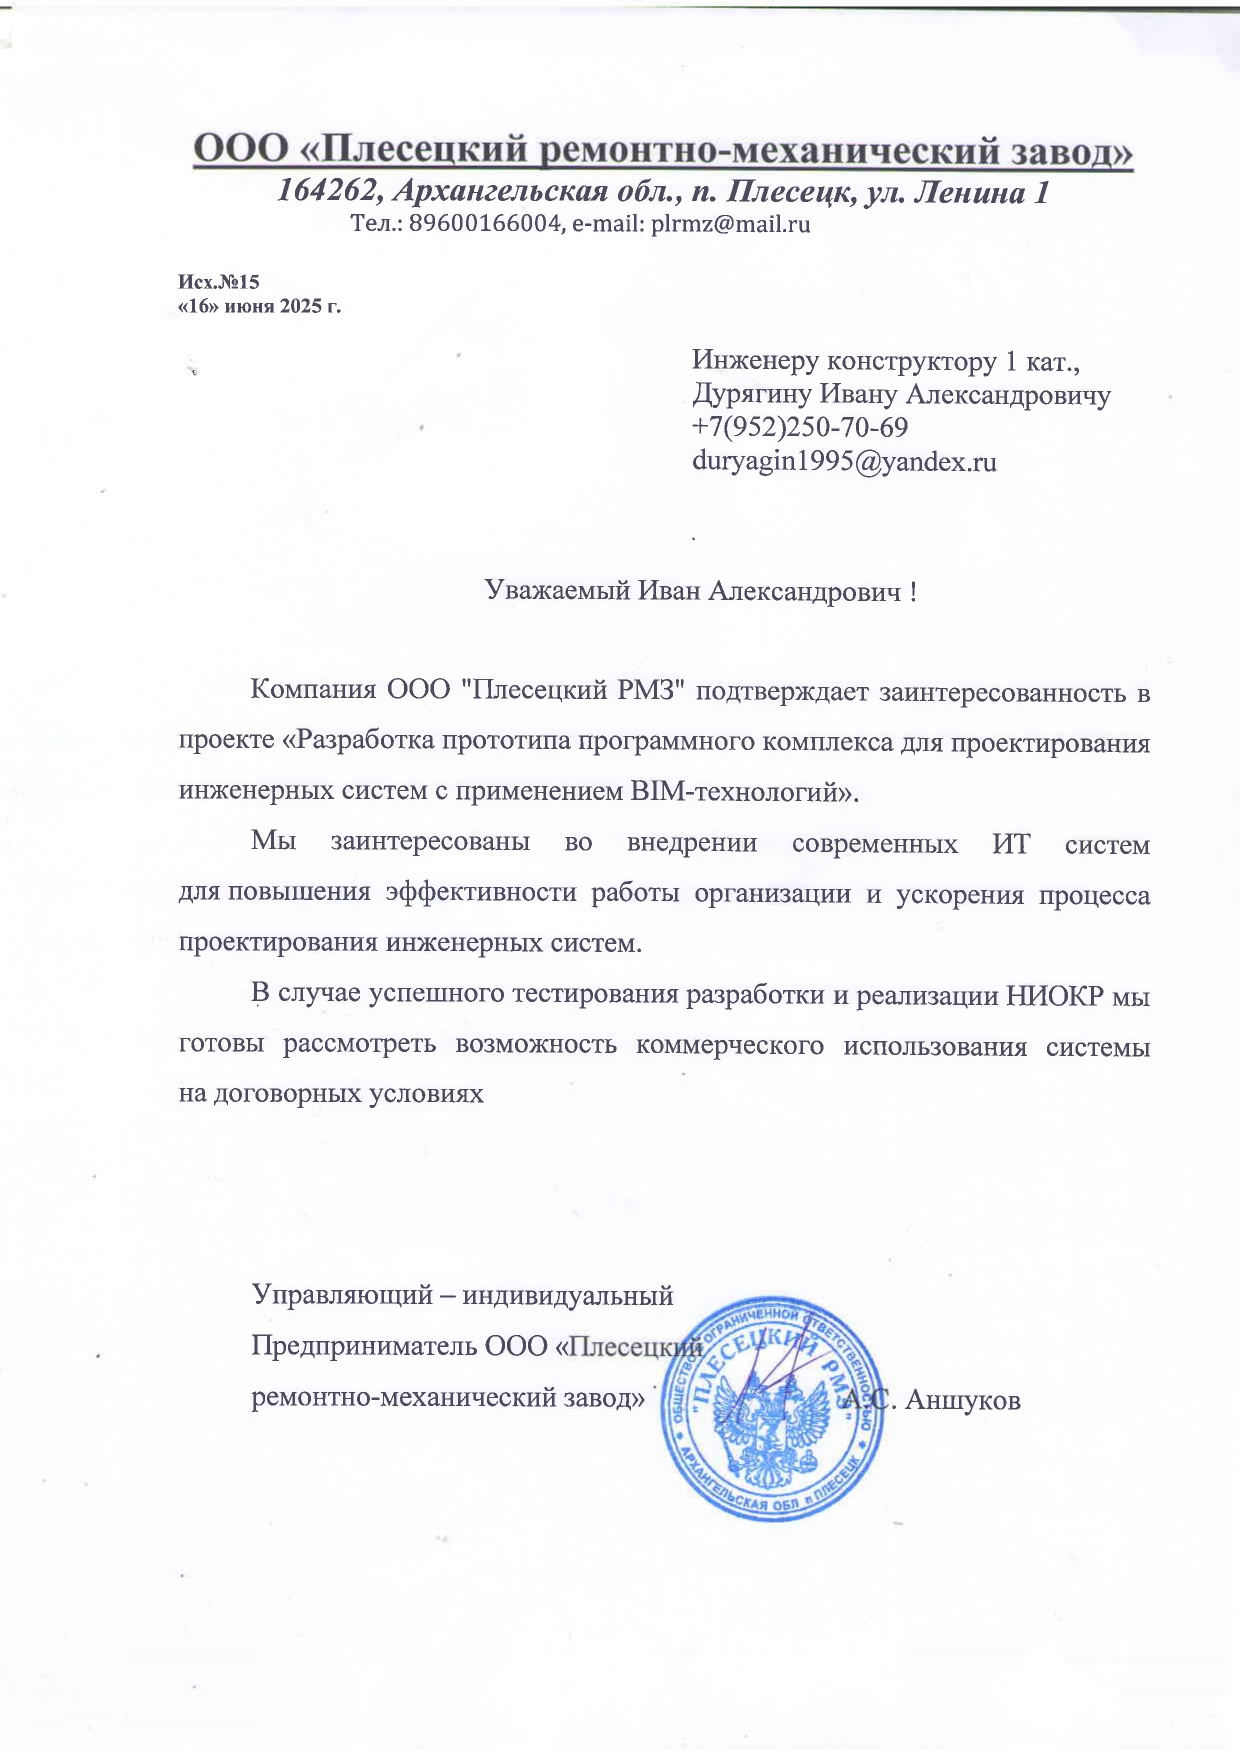 ООО «Плесецкий ремонтно-механический завод»
164262, Архангельская обл., п. Плесецк, ул. Ленина 1
Тел.: 89600166004, e-mail: plrmz@mail.ru
Исх.№15
«16» июня 2025 г.
Инженеру конструктору 1 кат.,
Дурягину Ивану Александровичу
+7(952)250-70-69
duryagin1995@yandex.ru
Уважаемый Иван Александрович !
Компания ООО "Плесецкий РМЗ" подтверждает заинтересованность в
проекте «Разработка прототипа программного комплекса для проектирования
инженерных систем с применением BIM-технологий».
Мы заинтересованы во внедрении современных ИТ систем
для повышения эффективности работы организации и ускорения процесса
проектирования инженерных систем.
В случае успешного тестирования разработки и реализации НИОКР мы
готовы рассмотреть возможность коммерческого использования системы
на договорных условиях
Управляющий – индивидуальный
Предприниматель ООО «Плесецкий
ремонтно-механический завод» А.С. Аншуков
ОБЩЕСТВО С ОГРАНИЧЕННОЙ ОТВЕТСТВЕННОСТЬЮ
"ПЛЕСЕЦКИЙ РМЗ"
АРХАНГЕЛЬСКАЯ ОБЛ п ПЛЕСЕЦК